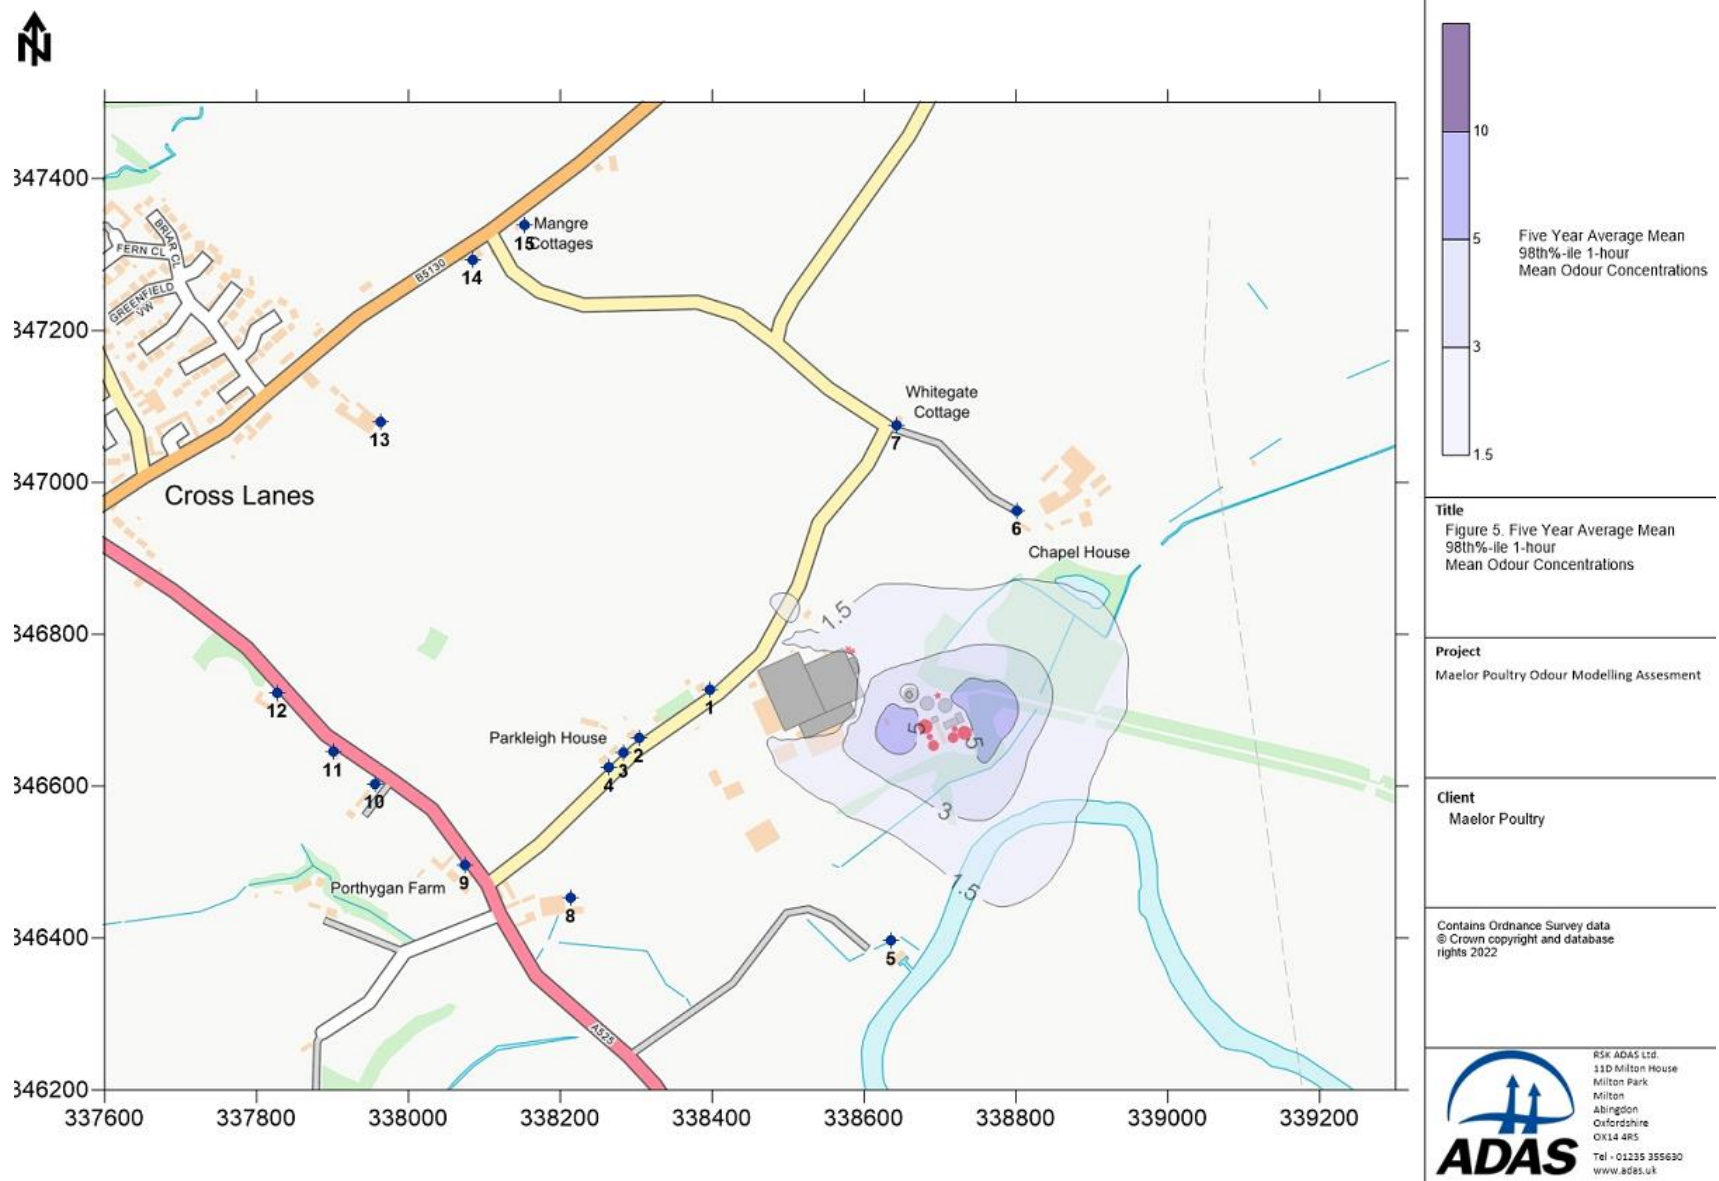 N
347400
347200
347000
346800
346600
346400
346200
337600
337800
338000
338200
338400
338600
338800
339000
339200
BRIAR CL
FERN CL
GREENFIELD
VW
B5130
Mangre
Cottages
15
14
13
Cross Lanes
Whitegate
Cottage
7
6
Chapel House
1.5
12
11
10
1
Parkleigh House
2
3
4
5
5
3
1.5
9
Porthygan Farm
8
5
A525
10
5
3
1.5
Five Year Average Mean
98th%-ile 1-hour
Mean Odour Concentrations
Title
Figure 5. Five Year Average Mean
98th%-ile 1-hour
Mean Odour Concentrations
Project
Maelor Poultry Odour Modelling Assesment
Client
Maelor Poultry
Contains Ordnance Survey data
© Crown copyright and database
rights 2022
ADAS
RSK ADAS Ltd.
11D Milton House
Milton Park
Milton
Abingdon
Oxfordshire
OX14 4RS
Tel - 01235 355630
www.adas.uk